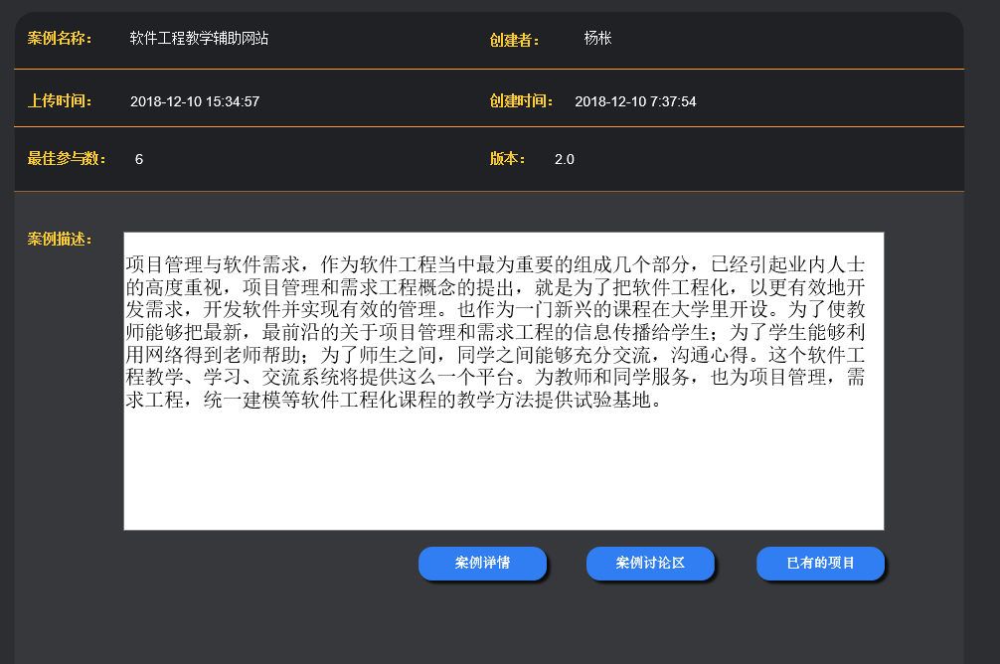 案例名称： 软件工程教学辅助网站 创建者： 杨枨
上传时间： 2018-12-10 15:34:57 创建时间： 2018-12-10 7:37:54
最佳参与数： 6 版本： 2.0
案例描述：
项目管理与软件需求，作为软件工程当中最为重要的组成几个部分，已经引起业内人士
的高度重视，项目管理和需求工程概念的提出，就是为了把软件工程化，以更有效地开
发需求，开发软件并实现有效的管理。也作为一门新兴的课程在大学里开设。为了使教
师能够把最新，最前沿的关于项目管理和需求工程的信息传播给学生；为了学生能够利
用网络得到老师帮助；为了师生之间，同学之间能够充分交流，沟通心得。这个软件工
程教学、学习、交流系统将提供这么一个平台。为教师和同学服务，也为项目管理，需
求工程，统一建模等软件工程化课程的教学方法提供试验基地。
案例详情 案例讨论区 已有的项目